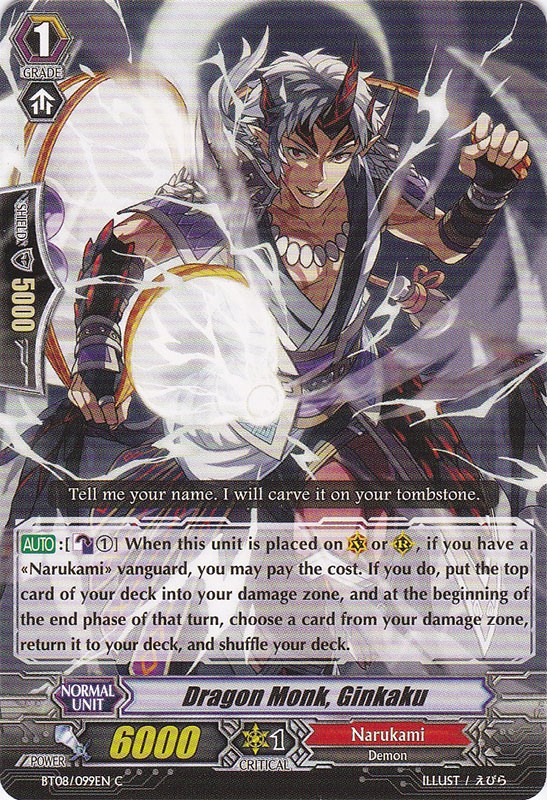 1
GRADE
SHIELD
5000
Tell me your name. I will carve it on your tombstone.
AUTO :[ ①] When this unit is placed on V or R, if you have a
«Narukami» vanguard, you may pay the cost. If you do, put the top
card of your deck into your damage zone, and at the beginning of
the end phase of that turn, choose a card from your damage zone,
return it to your deck, and shuffle your deck.
NORMAL
UNIT
Dragon Monk, Ginkaku
POWER
6000
1
CRITICAL
Narukami
Demon
BT08/099EN C
ILLUST / えびら